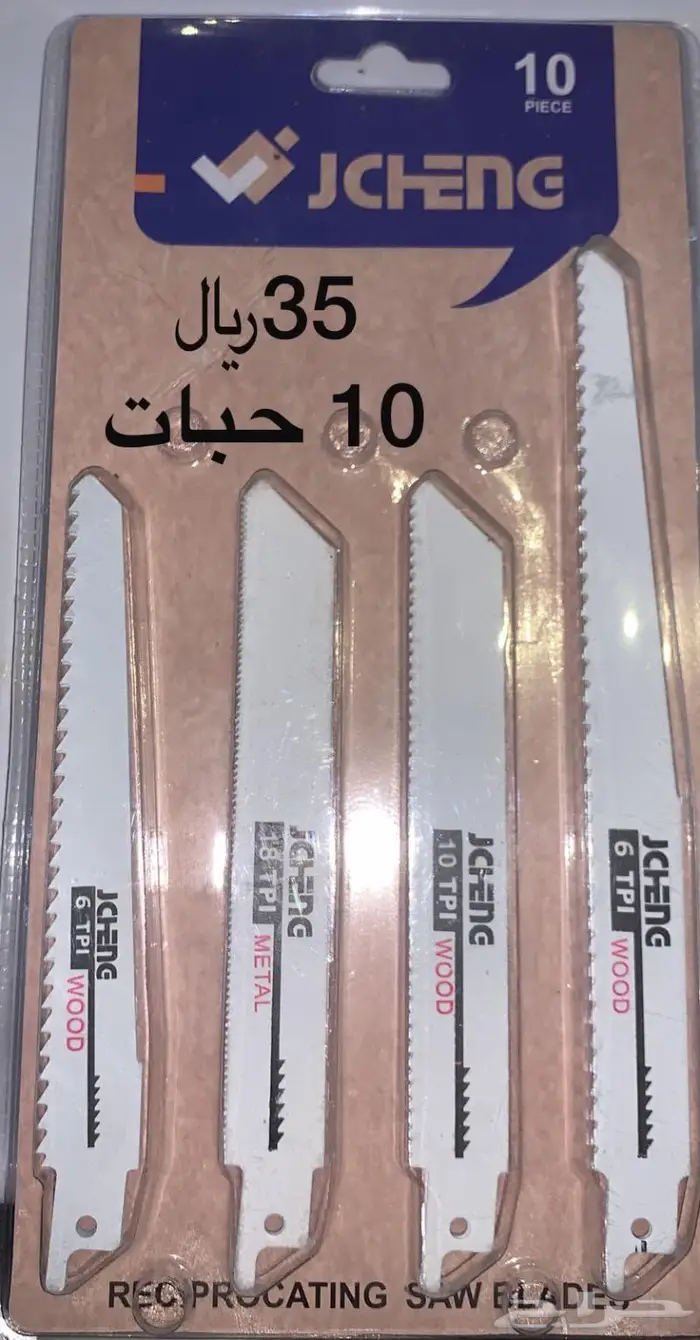 10
PIECE
JCHENG
35ريال
10 حبات
JCHENG
6 TPI WOOD
JCHENG
18 TPI METAL
JCHENG
10 TPI WOOD
JCHENG
6 TPI WOOD
RECIPROCATING SAW BLADES
حراج